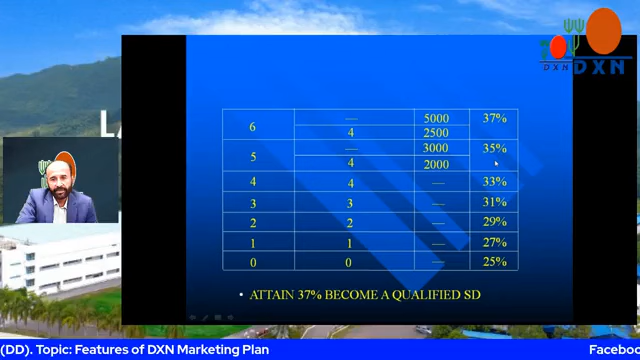 LA
DXN
DXN
6 — 5000 37%
4 2500
5 — 3000 35%
4 2000
4 4 — 33%
3 3 — 31%
2 2 — 29%
1 1 — 27%
0 0 — 25%
• ATTAIN 37% BECOME A QUALIFIED SD
(DD). Topic: Features of DXN Marketing Plan
Facebo